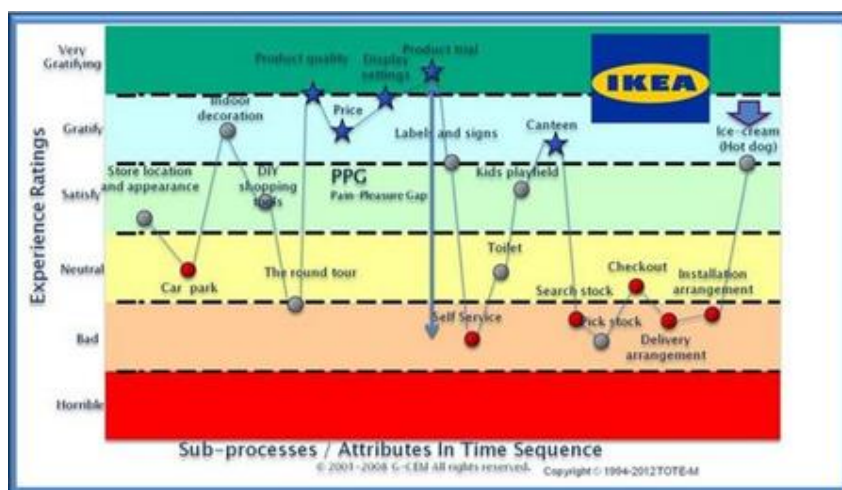 Very
Gratifying
Gratify
Satisfy
Neutral
Bad
Horrible
Experience Ratings
Store location
and appearance
Car park
Indoor
decoration
DIY
shopping
tools
The round tour
Product quality
Price
Display
settings
Product trial
PPG
Pain-Pleasure Gap
Labels and signs
Self Service
Toilet
Kids playfield
Canteen
Search stock
Pick stock
Checkout
Delivery
arrangement
Installation
arrangement
IKEA
Ice-cream
(Hot dog)
Sub-processes / Attributes In Time Sequence
© 2001-2008 G-CEM All rights reserved.
Copyright © 1994-2012 TOTE-M